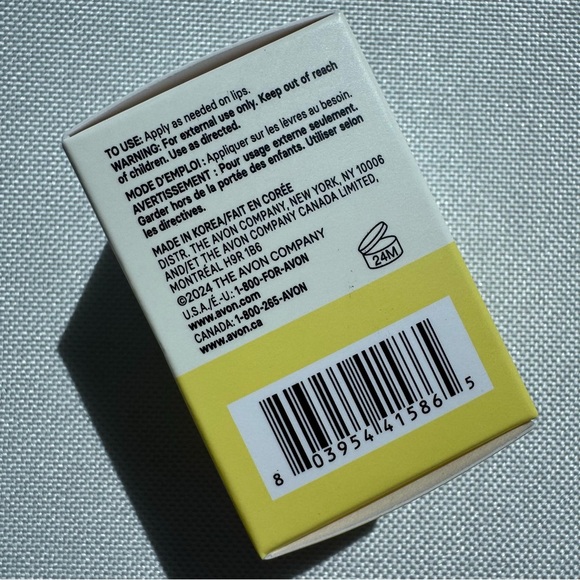 TO USE: Apply as needed on lips.
WARNING: For external use only. Keep out of reach
of children. Use as directed.
MODE D'EMPLOI : Appliquer sur les lèvres au besoin.
AVERTISSEMENT : Pour usage externe seulement.
Garder hors de la portée des enfants. Utiliser selon
les directives.
MADE IN KOREA/FAIT EN CORÉE
DISTR. THE AVON COMPANY, NEW YORK, NY 10006
AND/ET THE AVON COMPANY CANADA LIMITED,
MONTRÉAL H9R 1B6
©2024 THE AVON COMPANY
U.S.A./É.-U.: 1-800-FOR-AVON
www.avon.com
CANADA: 1-800-265-AVON
www.avon.ca
24M
8 03954 41586 5